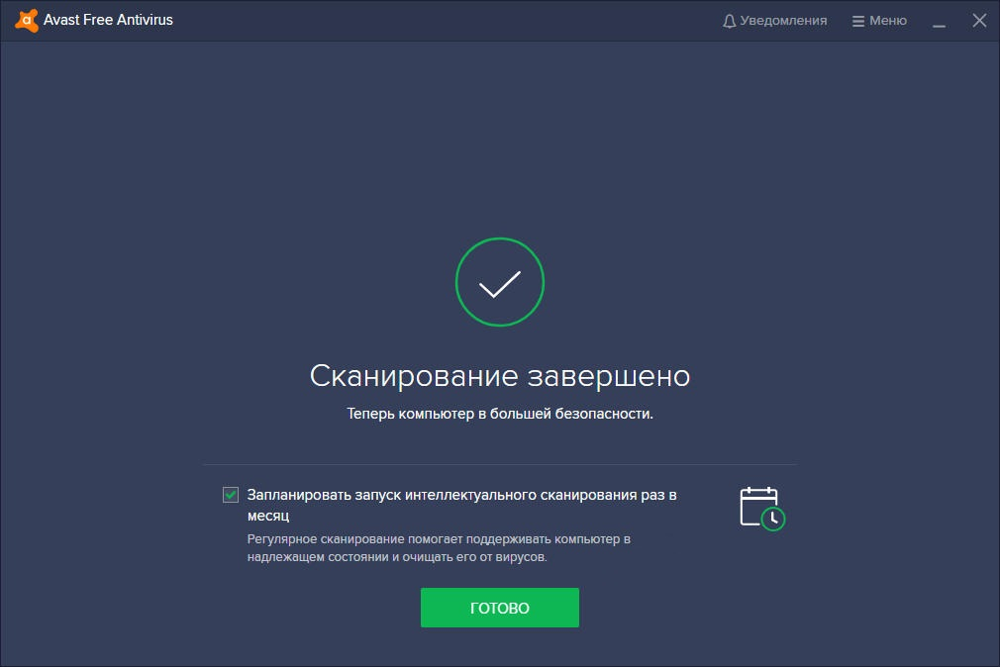 Avast Free Antivirus
Уведомления
Меню
Сканирование завершено
Теперь компьютер в большей безопасности.
Запланировать запуск интеллектуального сканирования раз в
месяц
Регулярное сканирование помогает поддерживать компьютер в
надлежащем состоянии и очищать его от вирусов.
ГОТОВО